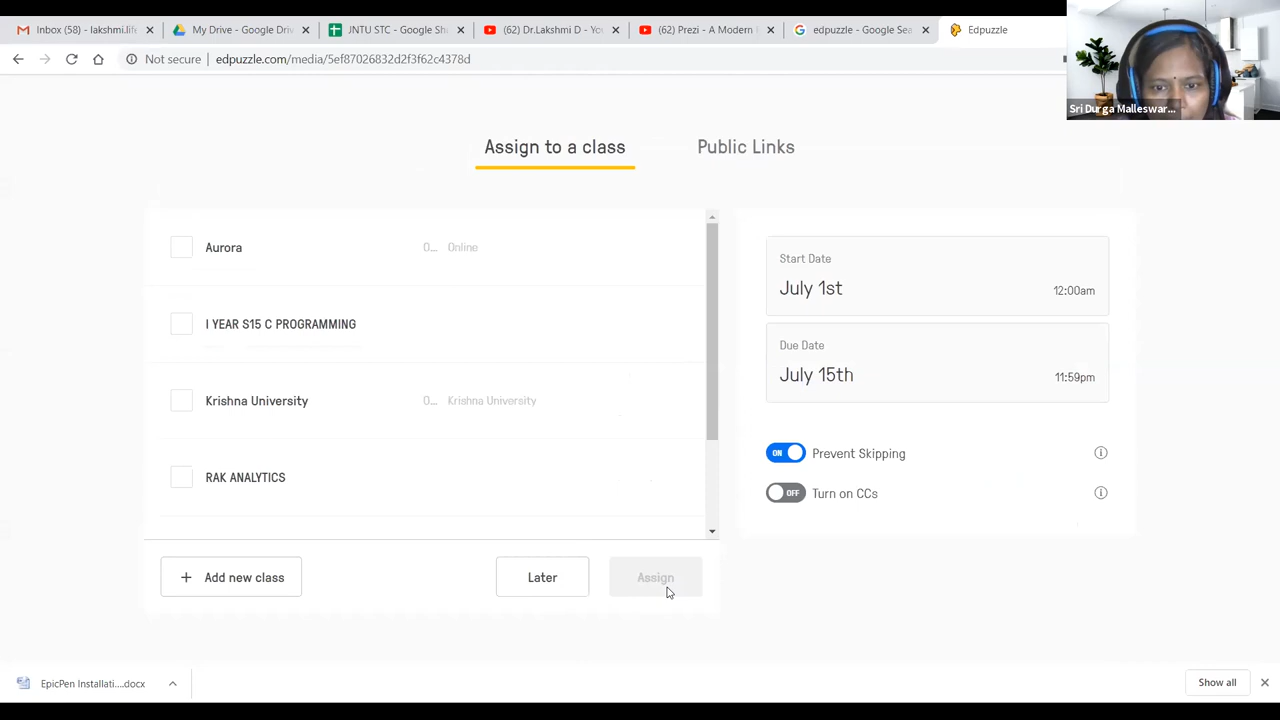 Inbox (58) - lakshmi.life
My Drive - Google Driv
JNTU STC - Google Sh
(62) Dr.Lakshmi D - Yo
(62) Prezi - A Modern
edpuzzle - Google Sea
Edpuzzle
Not secure
edpuzzle.com/media/5ef87026832d2f3f62c4378d
Sri Durga Malleswar...
Assign to a class
Public Links
Aurora
O... Online
I YEAR S15 C PROGRAMMING
Krishna University
O... Krishna University
RAK ANALYTICS
Start Date
July 1st
12:00am
Due Date
July 15th
11:59pm
ON
Prevent Skipping
OFF
Turn on CCs
+ Add new class
Later
Assign
EpicPen Installati....docx
Show all